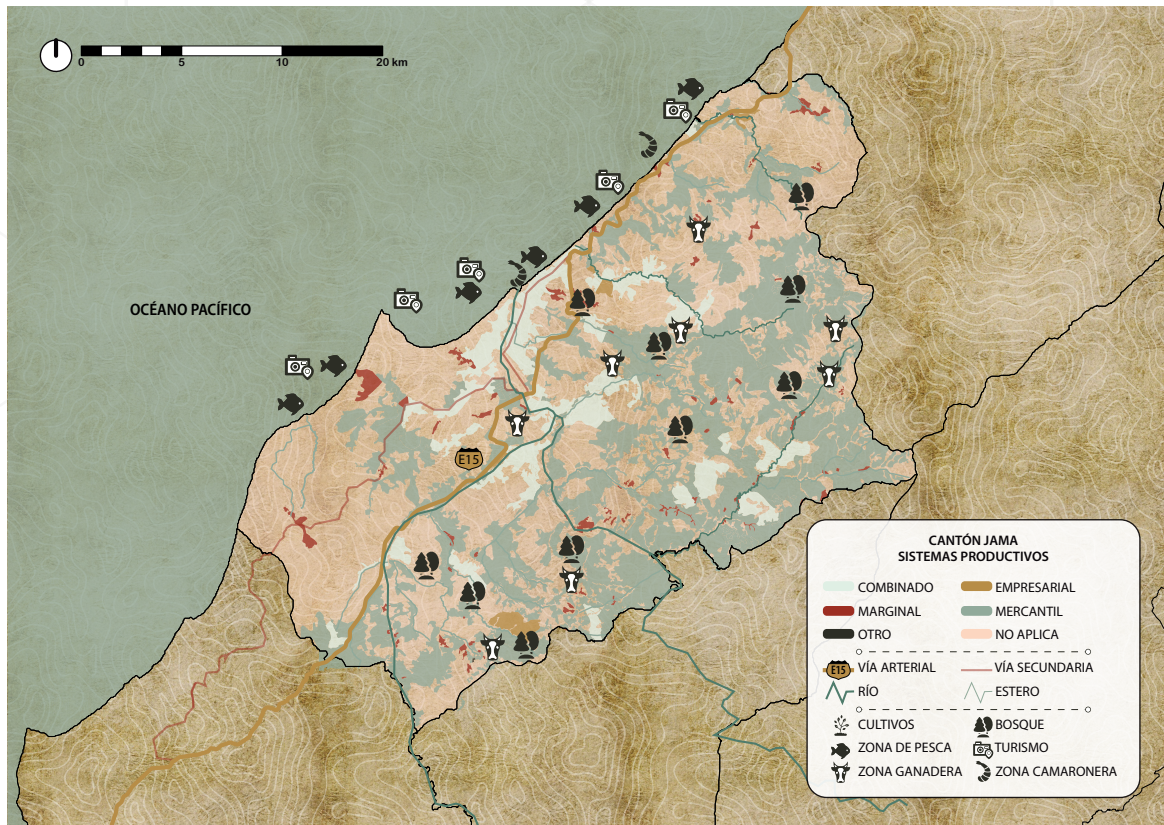 0 5 10 20 km
OCÉANO PACÍFICO
E15
CANTÓN JAMA
SISTEMAS PRODUCTIVOS
COMBINADO EMPRESARIAL
MARGINAL MERCANTIL
OTRO NO APLICA
E15 VÍA ARTERIAL VÍA SECUNDARIA
RÍO ESTERO
CULTIVOS BOSQUE
ZONA DE PESCA TURISMO
ZONA GANADERA ZONA CAMARONERA